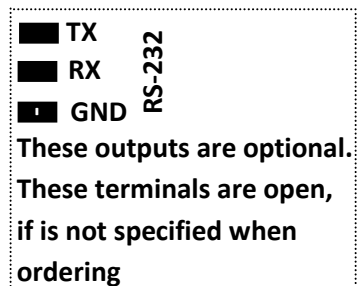 TX
RX
GND
RS-232
These outputs are optional.
These terminals are open,
if is not specified when
ordering